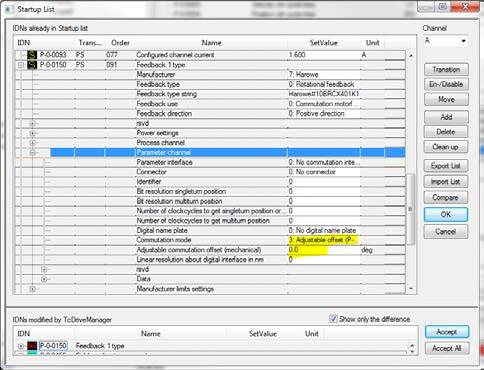 Startup List
IDNs already in Startup list
Channel
IDN Trans... Order Name SetValue Unit
A
P-0-0093 PS 077 Configured channel current 1.600 A
P-0-0150 PS 091 Feedback 1 type
Manufacturer 7: Harowe
Feedback type 0: Rotational feedback
Feedback type string Harowe#10BRCX401K1
Feedback use 0: Commutation motorf...
Feedback direction 0: Positive direction
rsvd
Power settings
Process channel
Parameter channel
Parameter interface 0: No commutation inte...
Connector 0: No connector
Identifier 0
Bit resolution singleturn position 0
Bit resolution multiturn position 0
Number of clockcycles to get singleturn position or... 0
Number of clockcycles to get multiturn position 0
Digital name plate 0: No digital name plate
Commutation mode 3: Adjustable offset (P-...
Adjustable commutation offset (mechanical) 0.0 deg
Linear resolution about digital interface in nm 0
rsvd
Data
Manufacturer limits settings
Transition
En-/Disable
Move
Add
Delete
Clean up
Export List
Import List
Compare
OK
Cancel
IDNs modified by TcDriveManager
Show only the difference
IDN Name SetValue Unit
P-0-0150 Feedback 1 type
Accept
Accept All